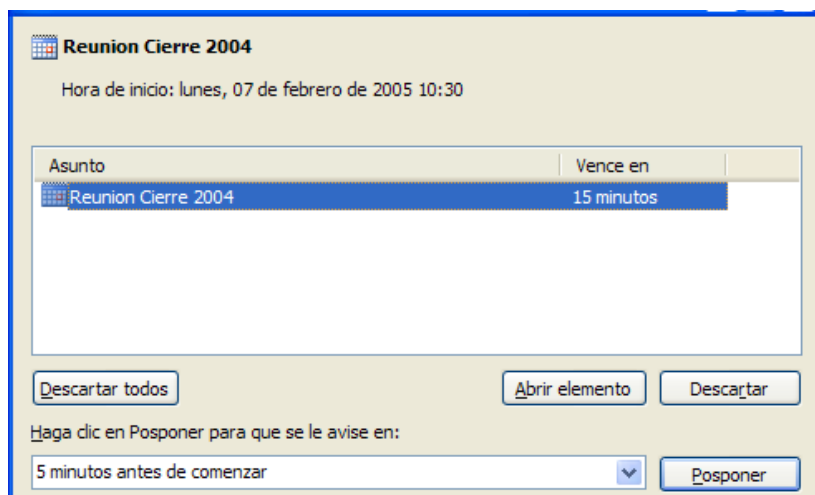 Reunion Cierre 2004
Hora de inicio: lunes, 07 de febrero de 2005 10:30
Asunto Vence en
Reunion Cierre 2004 15 minutos
Descartar todos Abrir elemento Descartar
Haga clic en Posponer para que se le avise en:
5 minutos antes de comenzar Posponer